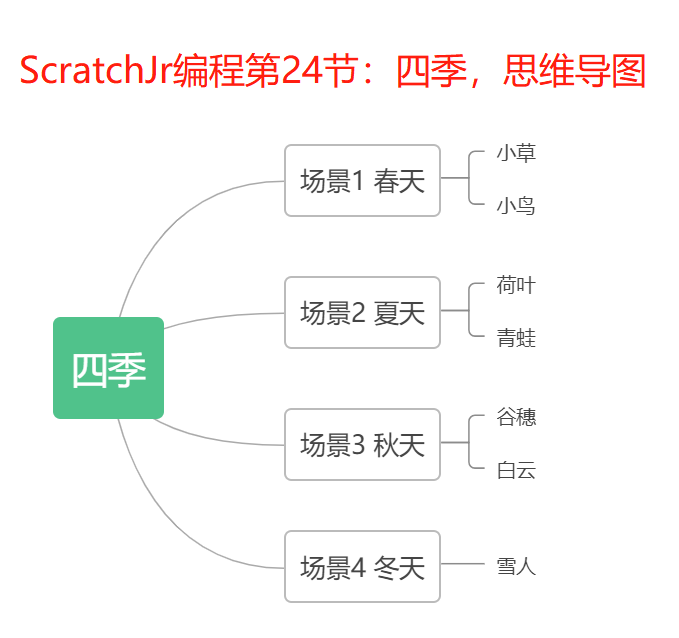 ScratchJr编程第24节：四季，思维导图
四季
场景1 春天
小草
小鸟
场景2 夏天
荷叶
青蛙
场景3 秋天
谷穗
白云
场景4 冬天
雪人